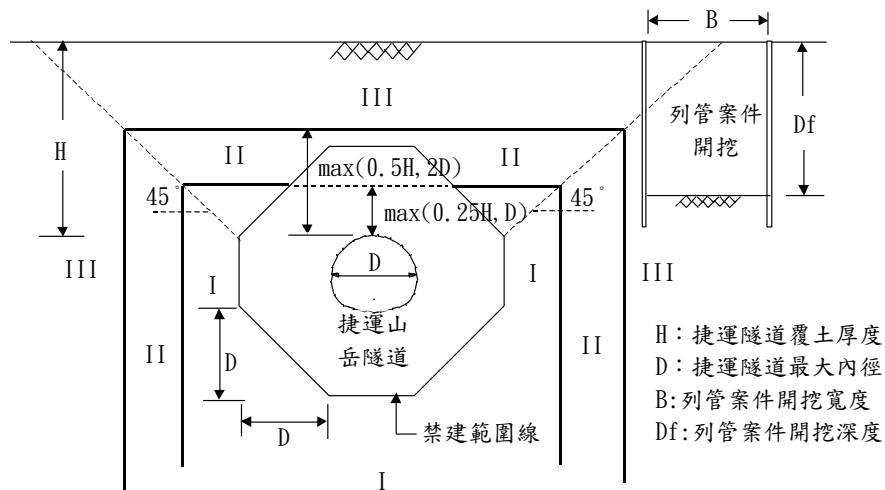 B
III
列管案件
開挖
Df
H
II
II
max(0.5H,2D)
45°
45°
max(0.25H,D)
III
I
D
I
III
捷運山
岳隧道
II
D
II
D
禁建範圍線
I
H：捷運隧道覆土厚度
D：捷運隧道最大內徑
B:列管案件開挖寬度
Df:列管案件開挖深度